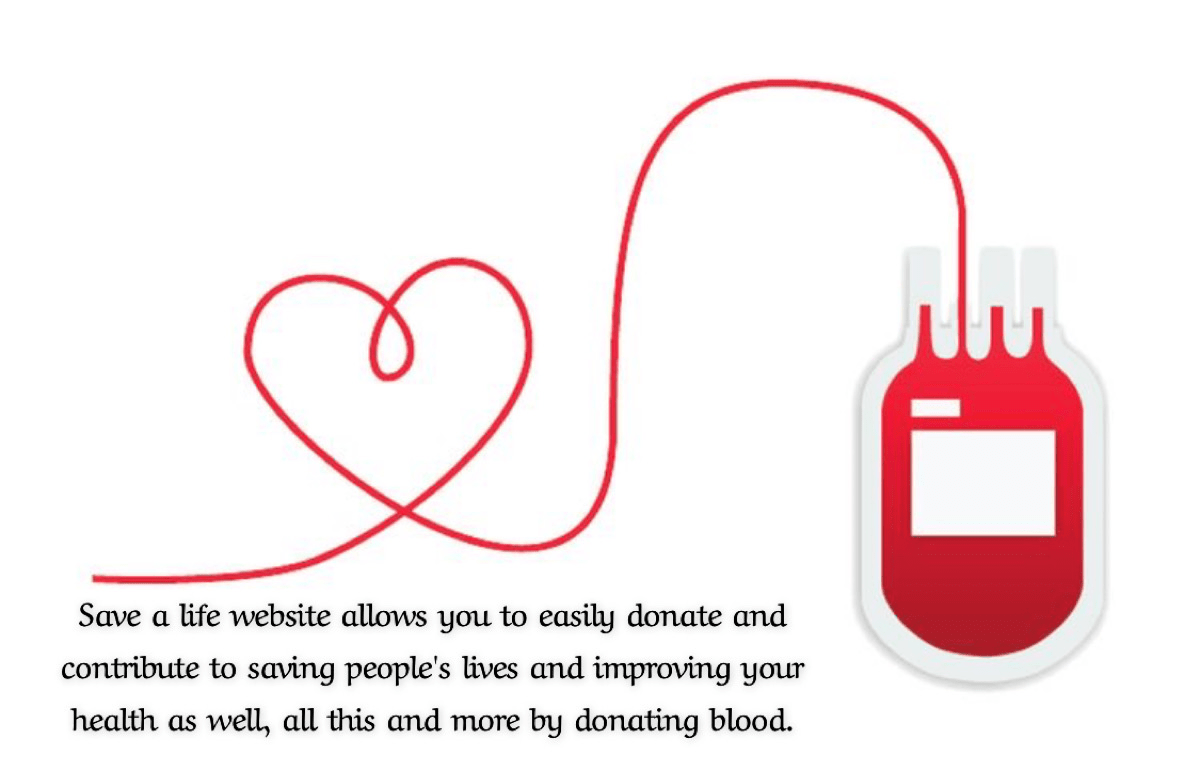 Save a life website allows you to easily donate and
contribute to saving people's lives and improving your
health as well, all this and more by donating blood.